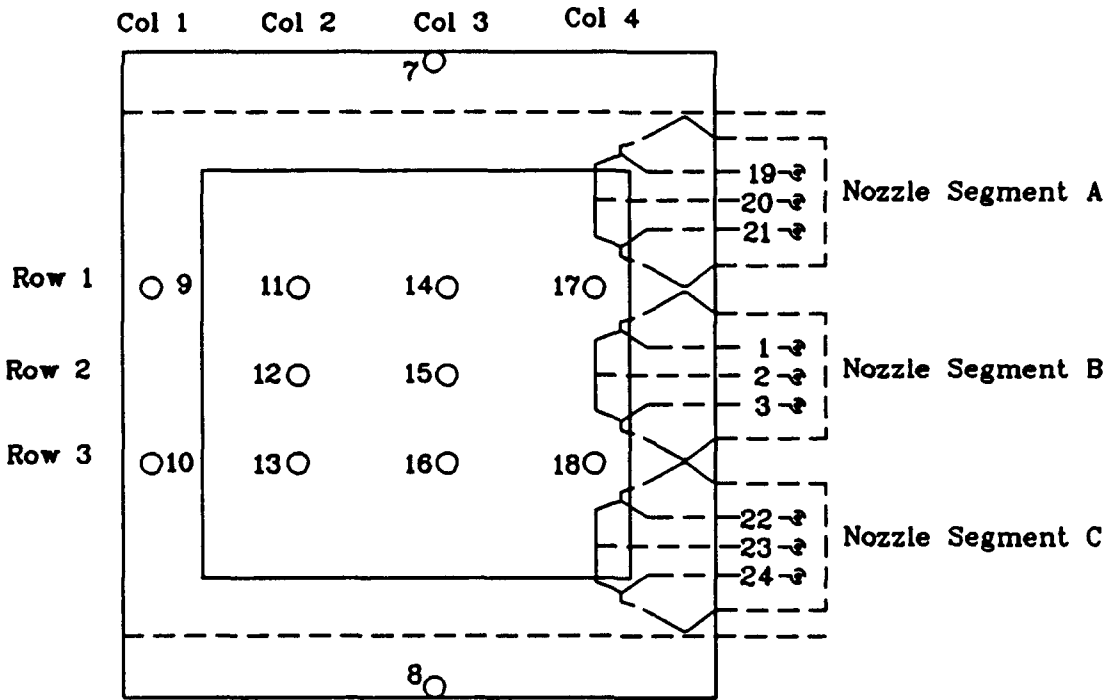 Col 1 Col 2 Col 3 Col 4
7
19
20
Nozzle Segment A
21
Row 1 9 11 14 17
1
Row 2 12 15 2 Nozzle Segment B
3
Row 3 10 13 16 18
22
23 Nozzle Segment C
24
8